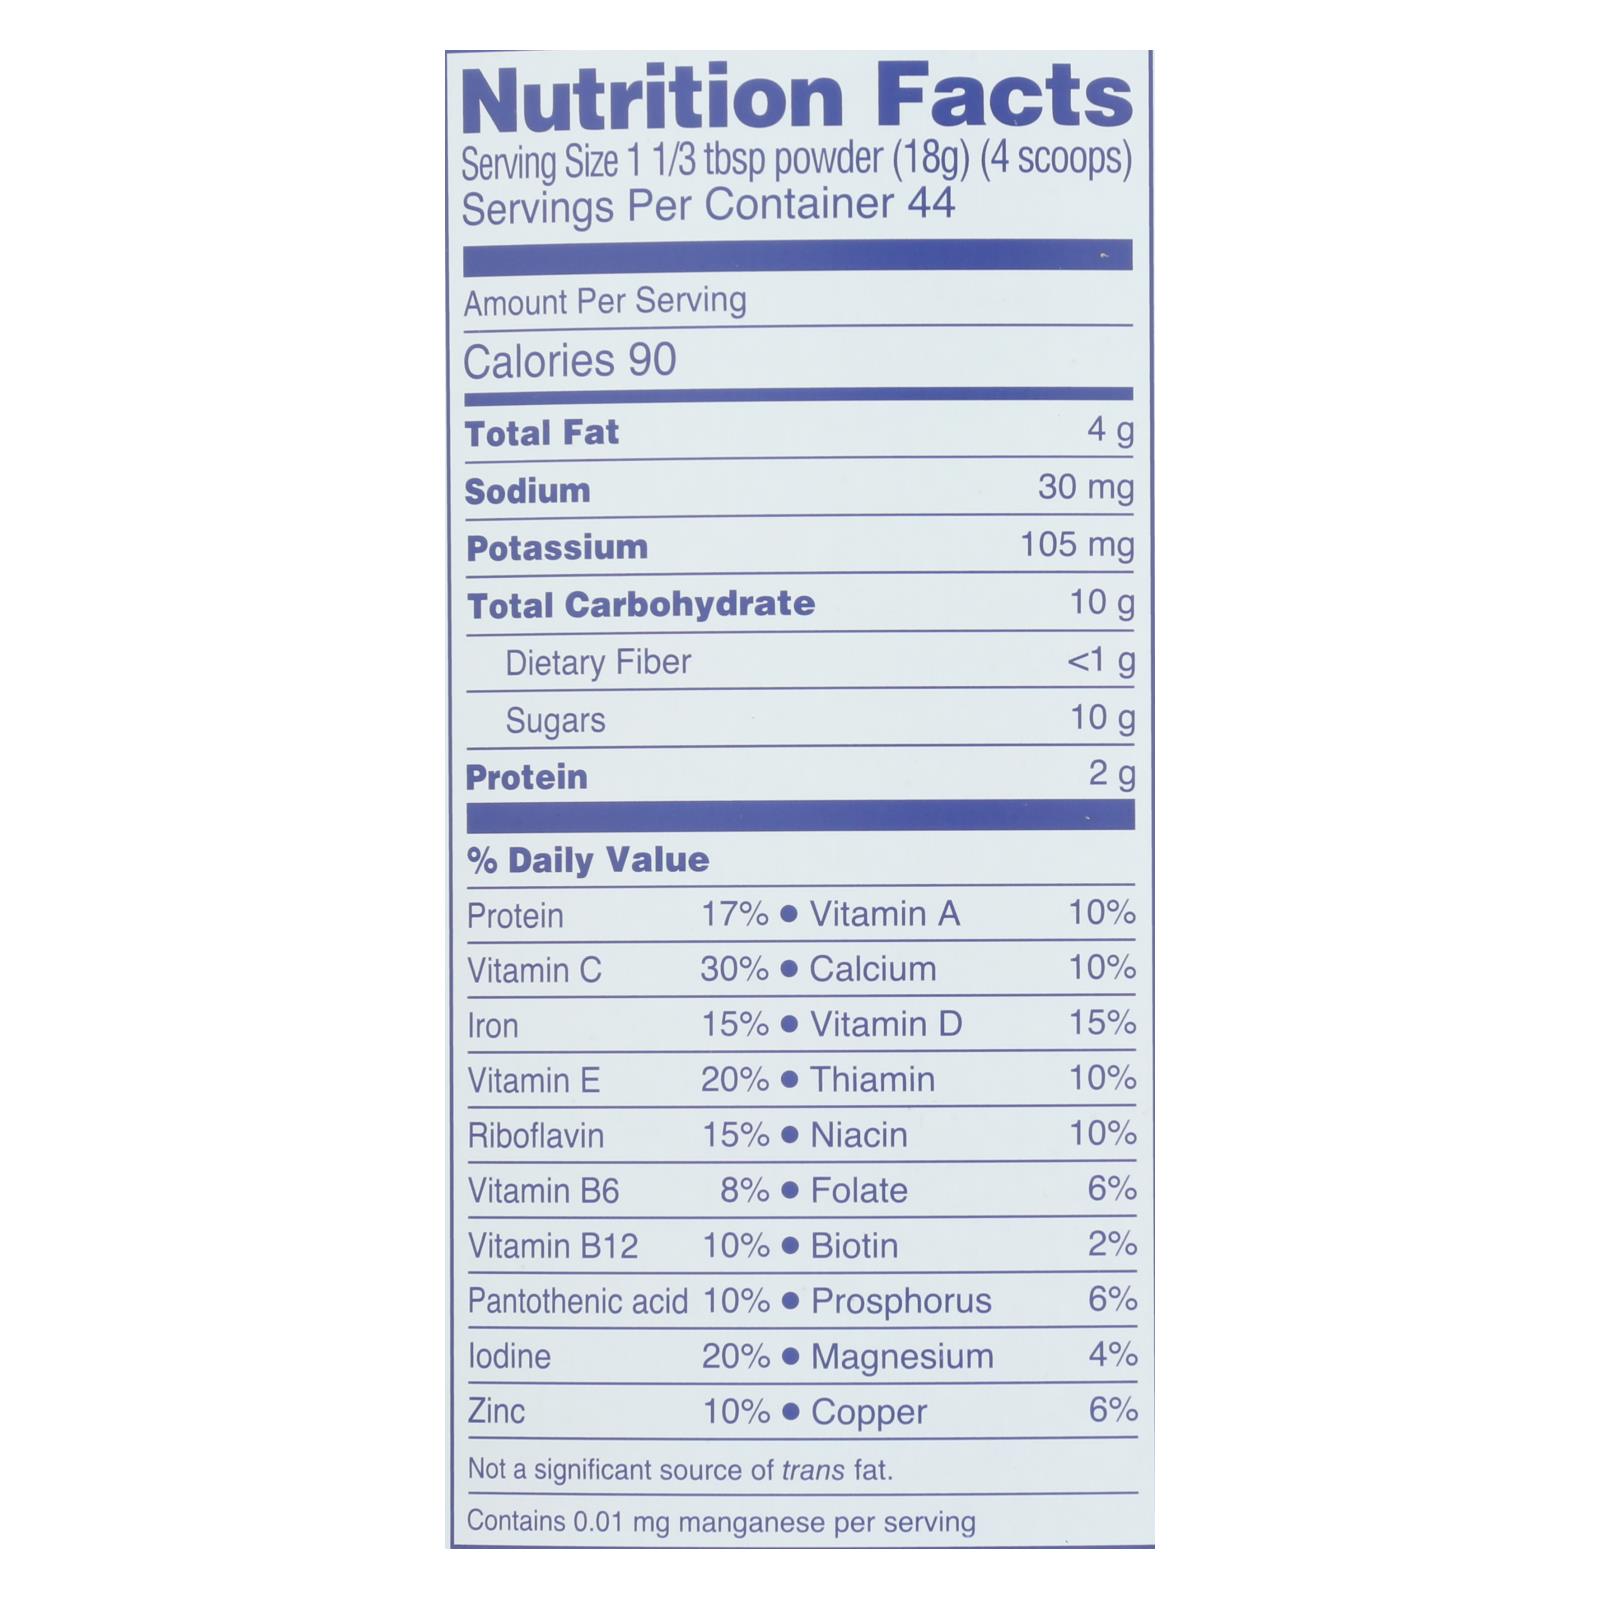 Nutrition Facts
Serving Size 1 1/3 tbsp powder (18g) (4 scoops)
Servings Per Container 44
Amount Per Serving
Calories 90
Total Fat 4 g
Sodium 30 mg
Potassium 105 mg
Total Carbohydrate 10 g
Dietary Fiber <1 g
Sugars 10 g
Protein 2 g
% Daily Value
Protein 17% • Vitamin A 10%
Vitamin C 30% • Calcium 10%
Iron 15% • Vitamin D 15%
Vitamin E 20% • Thiamin 10%
Riboflavin 15% • Niacin 10%
Vitamin B6 8% • Folate 6%
Vitamin B12 10% • Biotin 2%
Pantothenic acid 10% • Prosphorus 6%
Iodine 20% • Magnesium 4%
Zinc 10% • Copper 6%
Not a significant source of trans fat.
Contains 0.01 mg manganese per serving